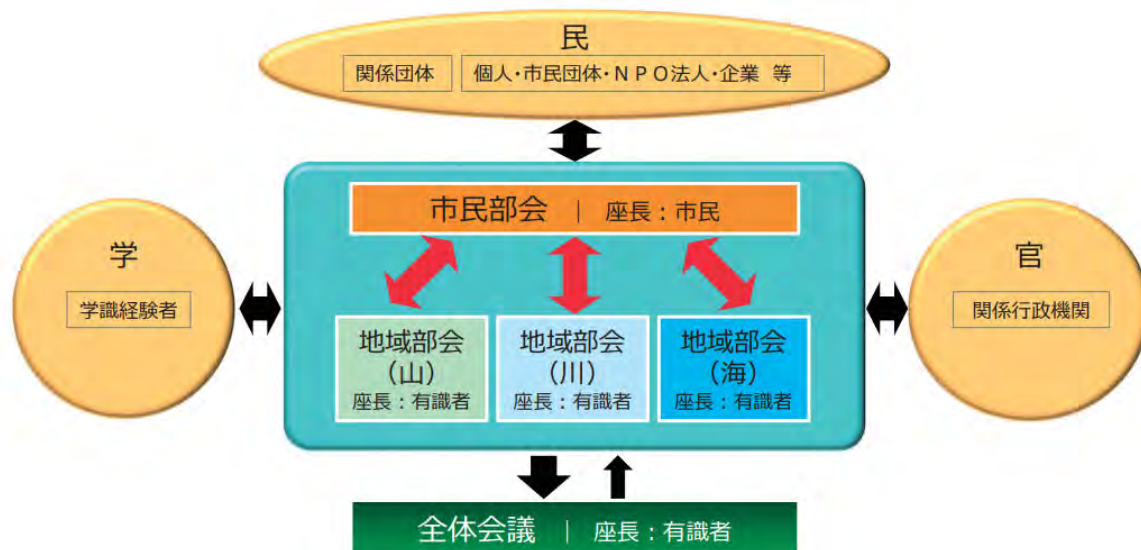 民
関係団体 個人・市民団体・NPO法人・企業 等
市民部会 | 座長：市民
学
学識経験者
官
関係行政機関
地域部会
（山）
座長：有識者
地域部会
（川）
座長：有識者
地域部会
（海）
座長：有識者
全体会議 | 座長：有識者